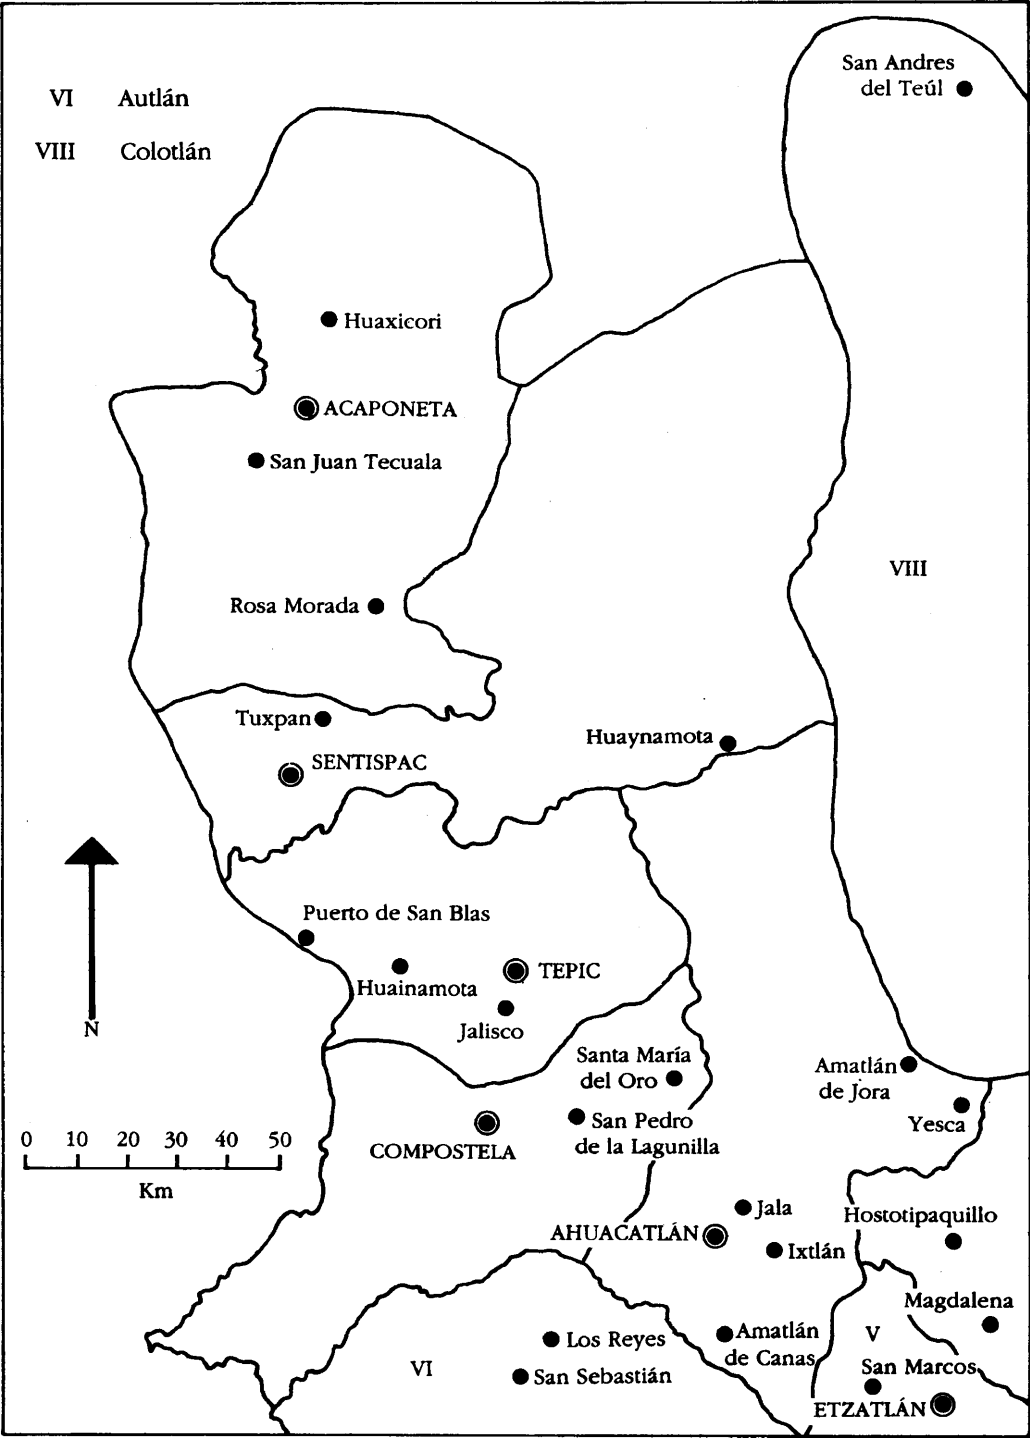 San Andres
del Teúl
VI Autlán
VIII Colotlán
Huaxicori
ACAPONETA
San Juan Tecuala
VIII
Rosa Morada
Tuxpan
Huaynamota
SENTISPAC
Puerto de San Blas
TEPIC
Huainamota
Jalisco
N
Santa María
del Oro
Amatlán
de Jora
San Pedro
de la Lagunilla
Yesca
COMPOSTELA
0 10 20 30 40 50
Km
Jala
Hostotipaquillo
AHUACATLÁN
Ixtlán
Magdalena
Los Reyes
Amatlán
de Canas
V
VI
San Marcos
San Sebastián
ETZATLÁN